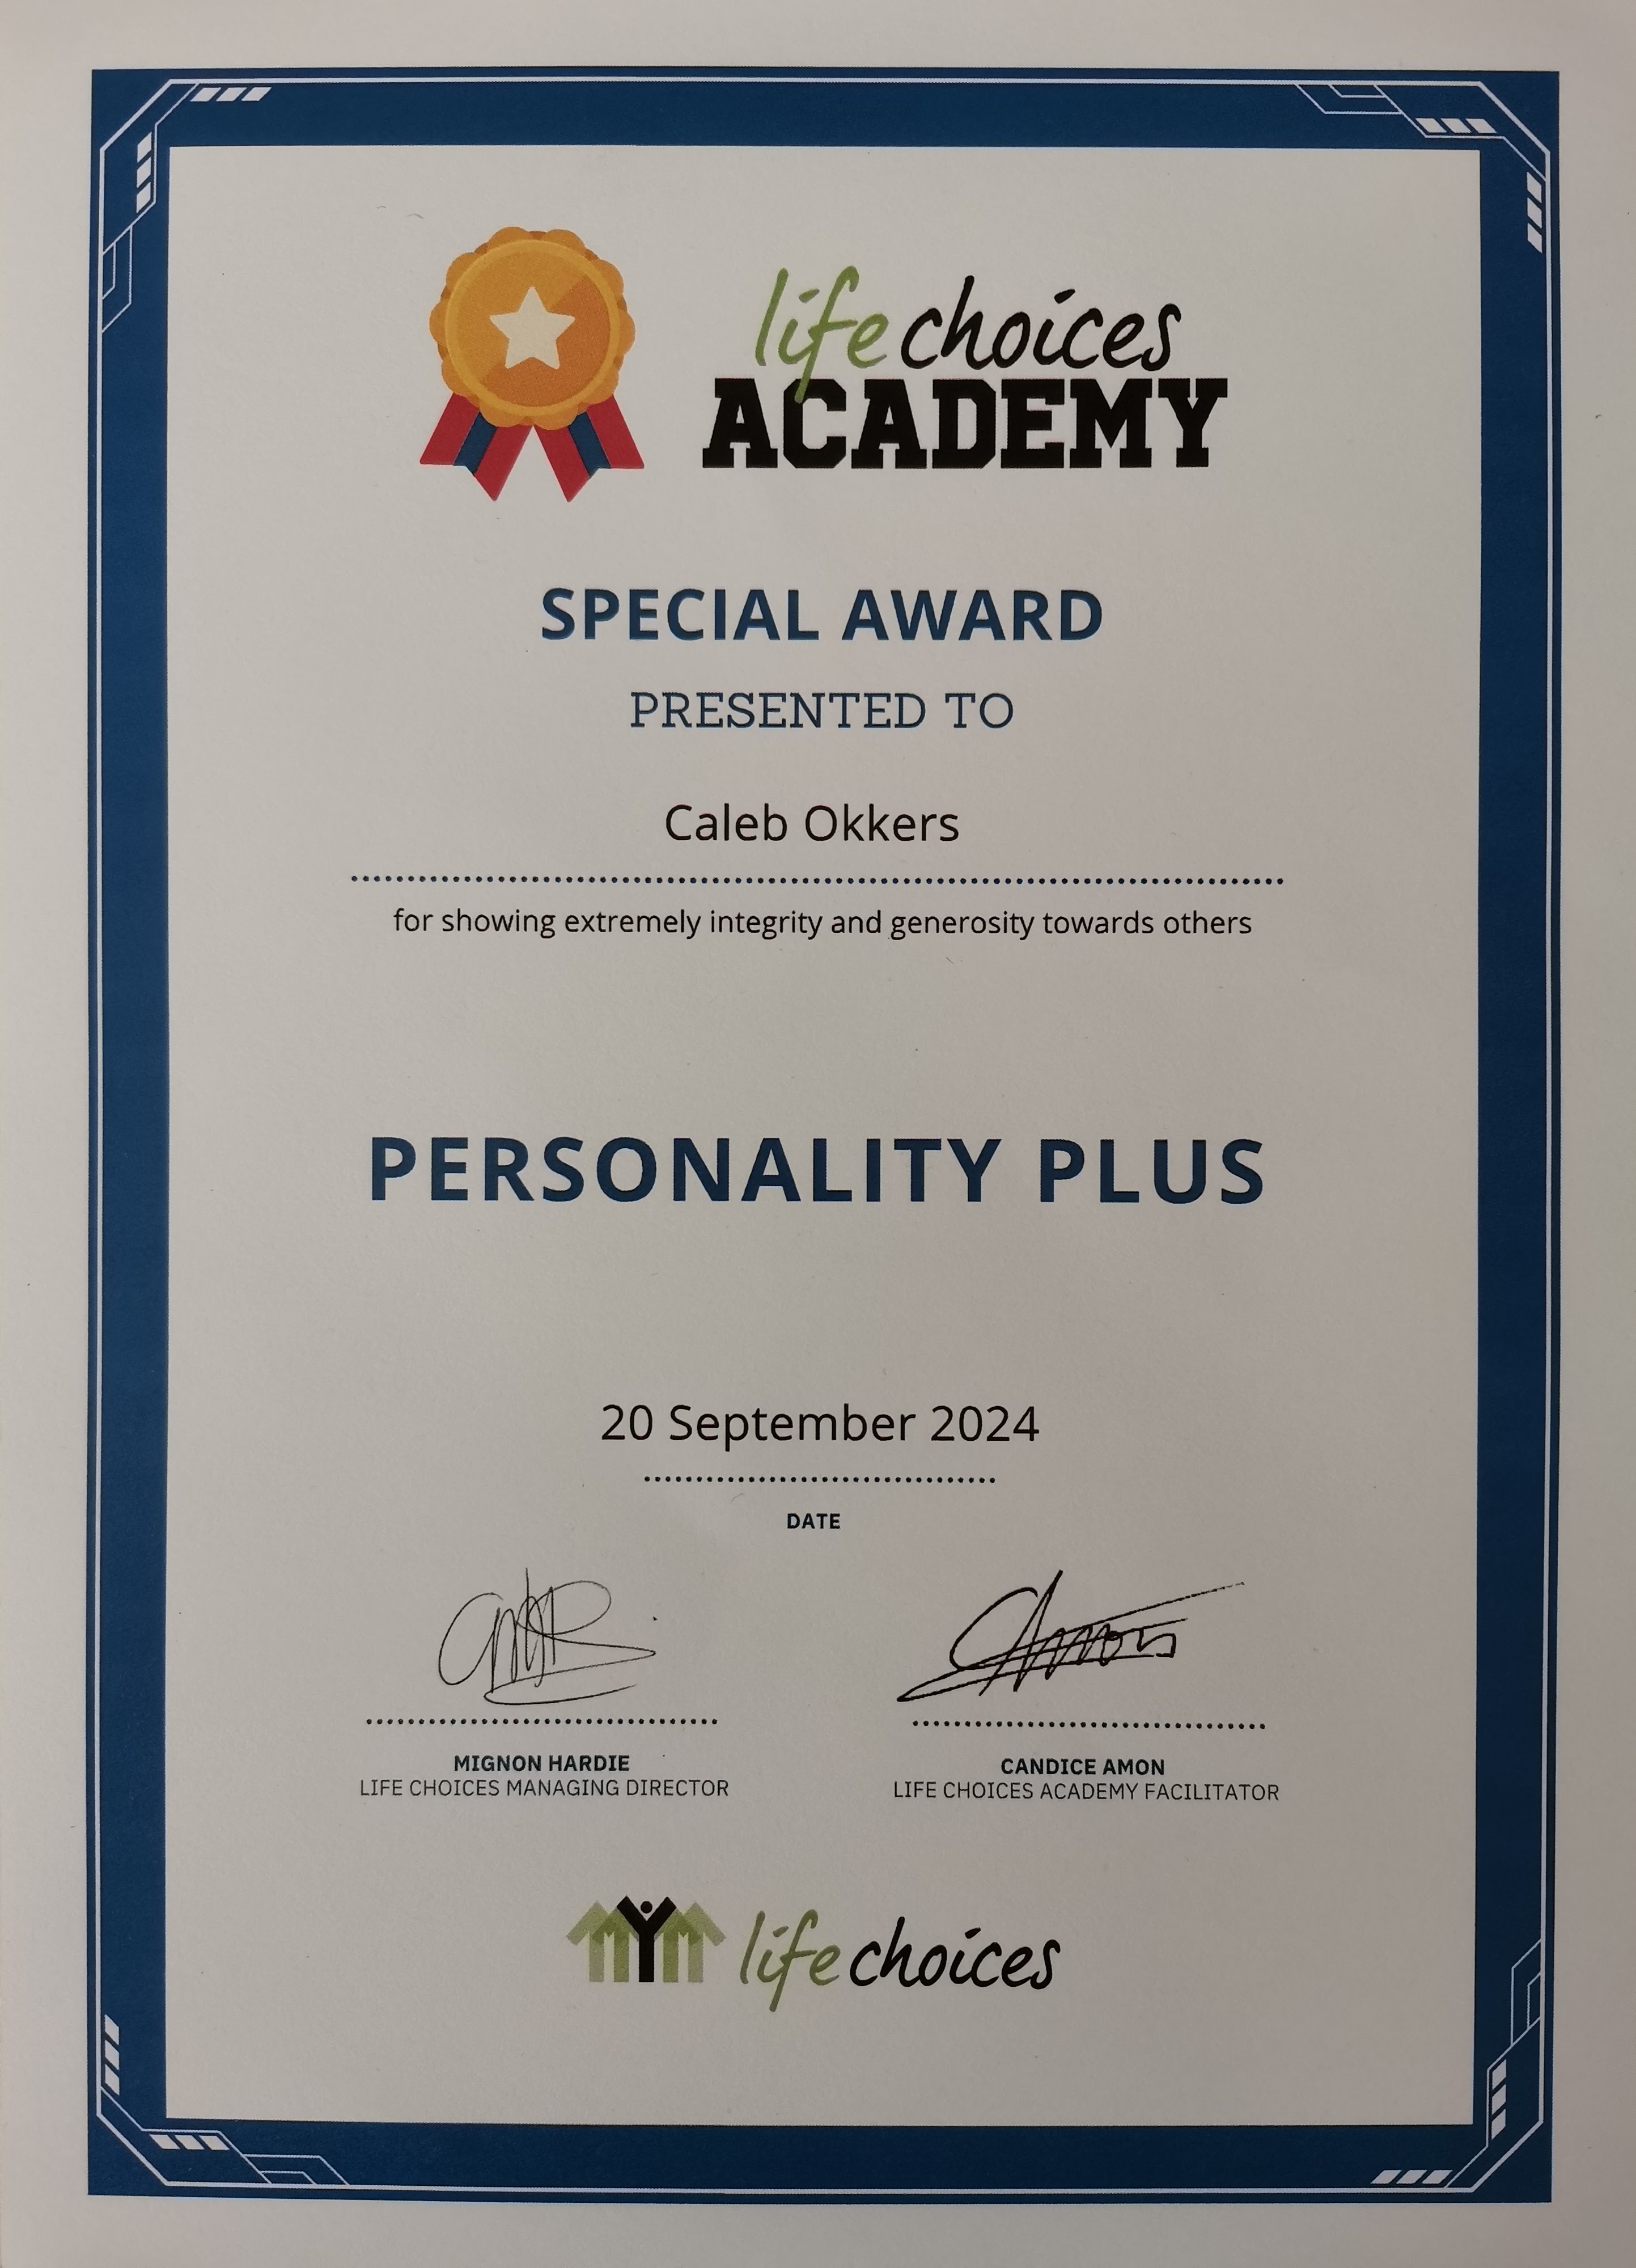 life choices
ACADEMY
SPECIAL AWARD
PRESENTED TO
Caleb Okkers
for showing extremely integrity and generosity towards others
PERSONALITY PLUS
20 September 2024
DATE
MIGNON HARDIE
LIFE CHOICES MANAGING DIRECTOR
CANDICE AMON
LIFE CHOICES ACADEMY FACILITATOR
life choices